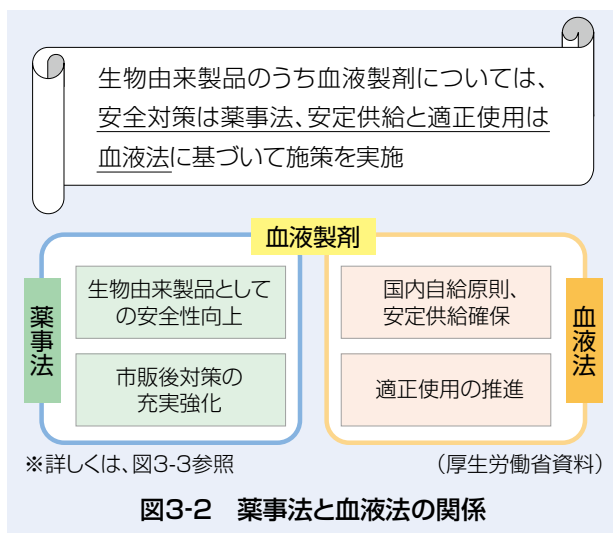 生物由来製品のうち血液製剤については、
安全対策は薬事法、安定供給と適正使用は
血液法に基づいて施策を実施
血液製剤
薬事法
生物由来製品として
の安全性向上
市販後対策の
充実強化
国内自給原則、
安定供給確保
適正使用の推進
血液法
※詳しくは、図3-3参照
(厚生労働省資料)
図3-2 薬事法と血液法の関係